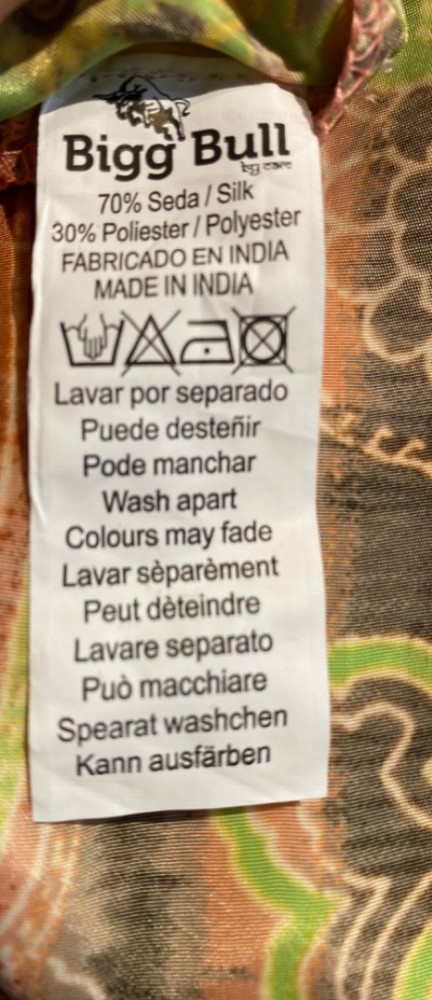 Bigg Bull
by care
70% Seda / Silk
30% Poliester / Polyester
FABRICADO EN INDIA
MADE IN INDIA
Lavar por separado
Puede desteñir
Pode manchar
Wash apart
Colours may fade
Lavar sèparèment
Peut dèteindre
Lavare separato
Può macchiare
Spearat washchen
Kann ausfärben